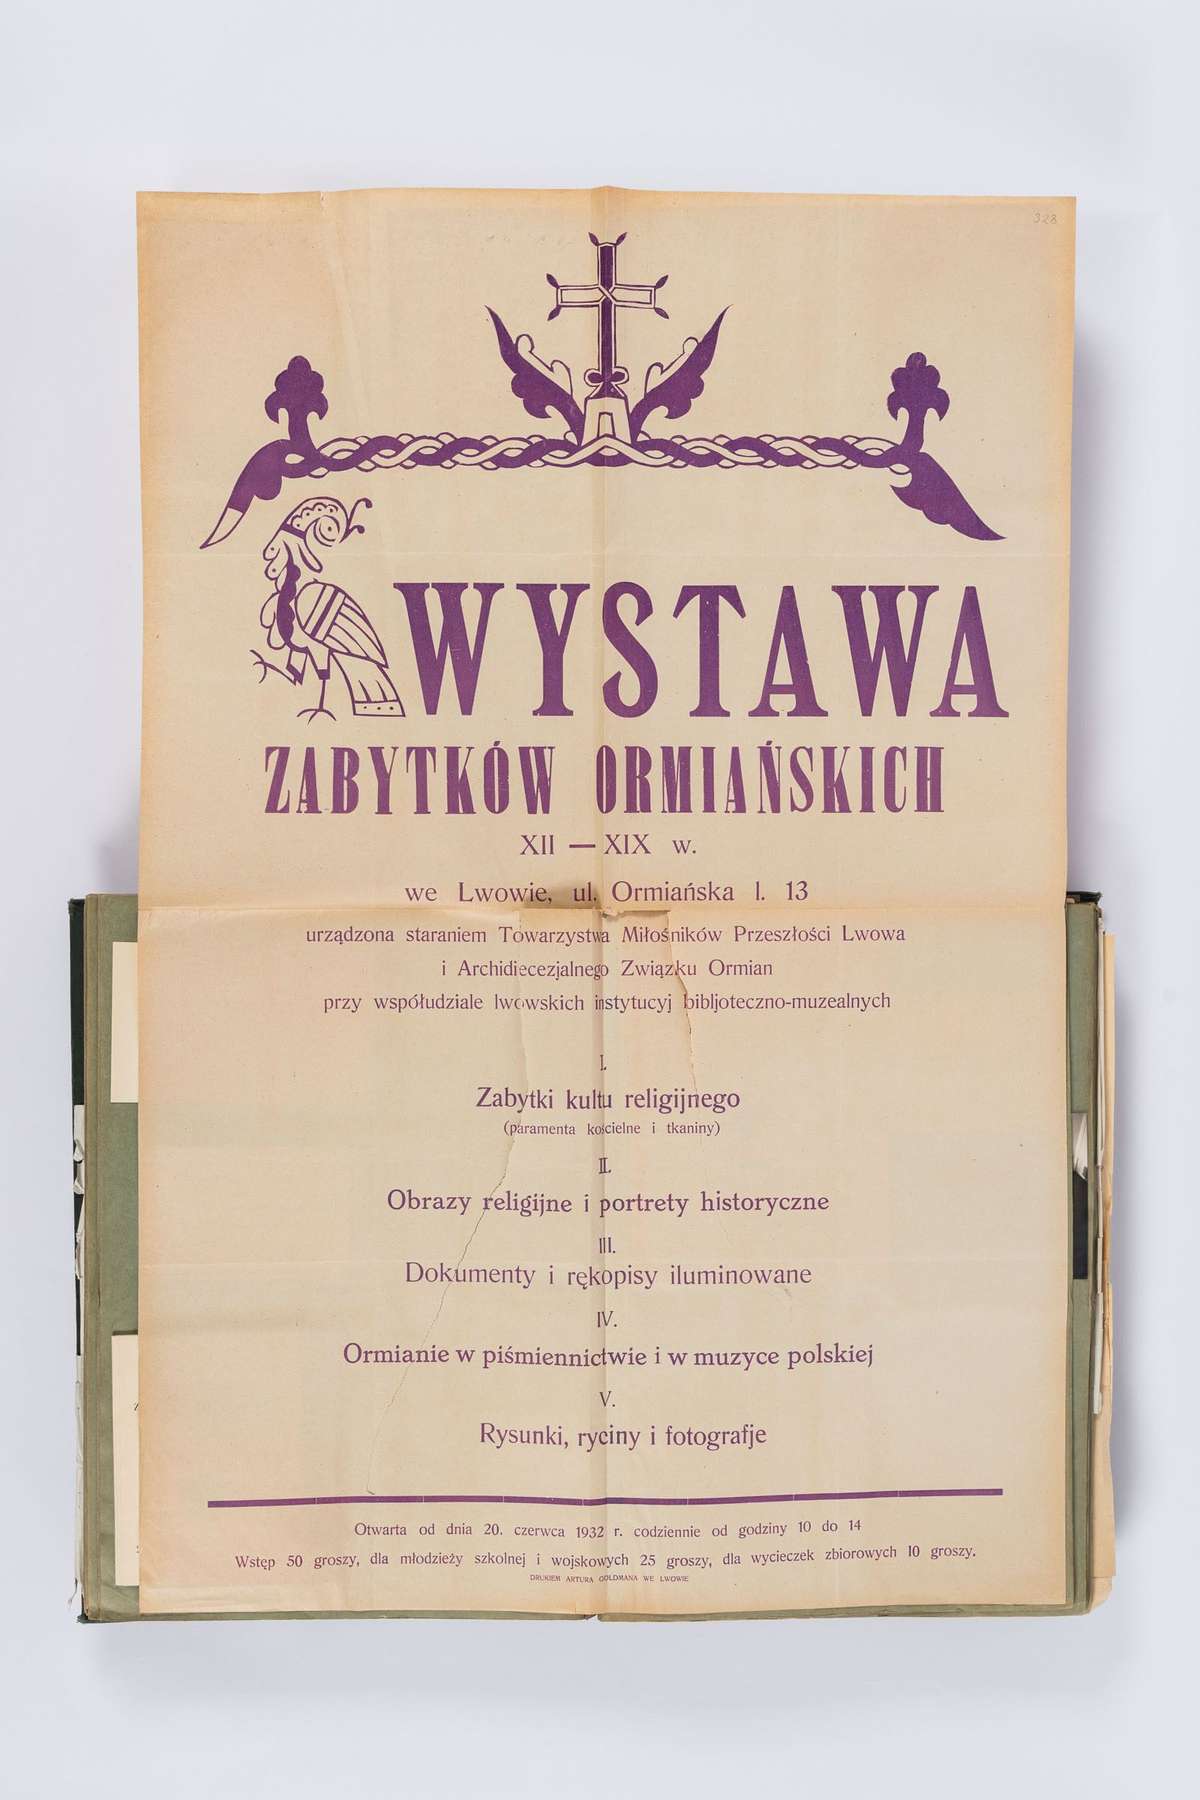 328
WYSTAWA
ZABYTKÓW ORMIAŃSKICH
XII — XIX w.
we Lwowie, ul. Ormiańska l. 13
urządzona staraniem Towarzystwa Miłośników Przeszłości Lwowa
i Archidiecezjalnego Związku Ormian
przy współudziale lwowskich instytucyj bibljoteczno-muzealnych
I.
Zabytki kultu religijnego
(paramenta kościelne i tkaniny)
II.
Obrazy religijne i portrety historyczne
III.
Dokumenty i rękopisy iluminowane
IV.
Ormianie w piśmiennictwie i w muzyce polskiej
V.
Rysunki, ryciny i fotografje
Otwarta od dnia 20. czerwca 1932 r. codziennie od godziny 10 do 14
Wstęp 50 groszy, dla młodzieży szkolnej i wojskowych 25 groszy, dla wycieczek zbiorowych 10 groszy.
DRUKIEM ARTURA GOLDMANA WE LWOWIE